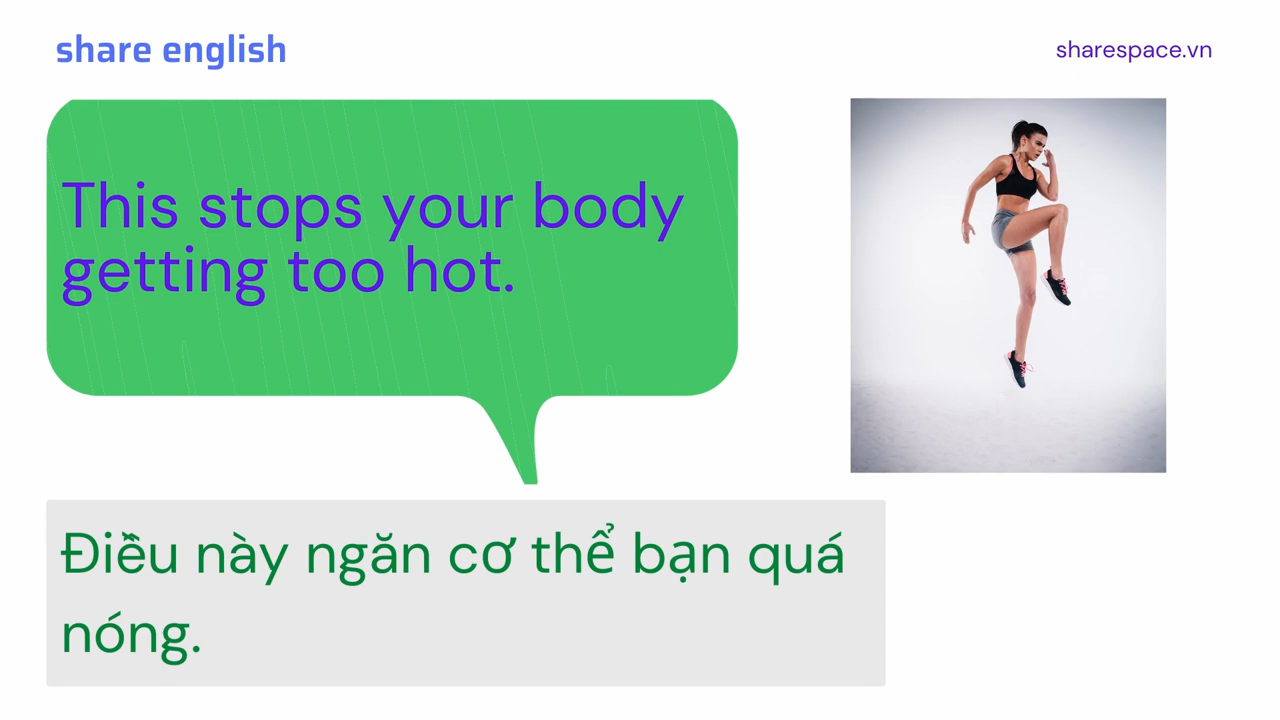 share english
sharespace.vn
This stops your body
getting too hot.
Điều này ngăn cơ thể bạn quá
nóng.